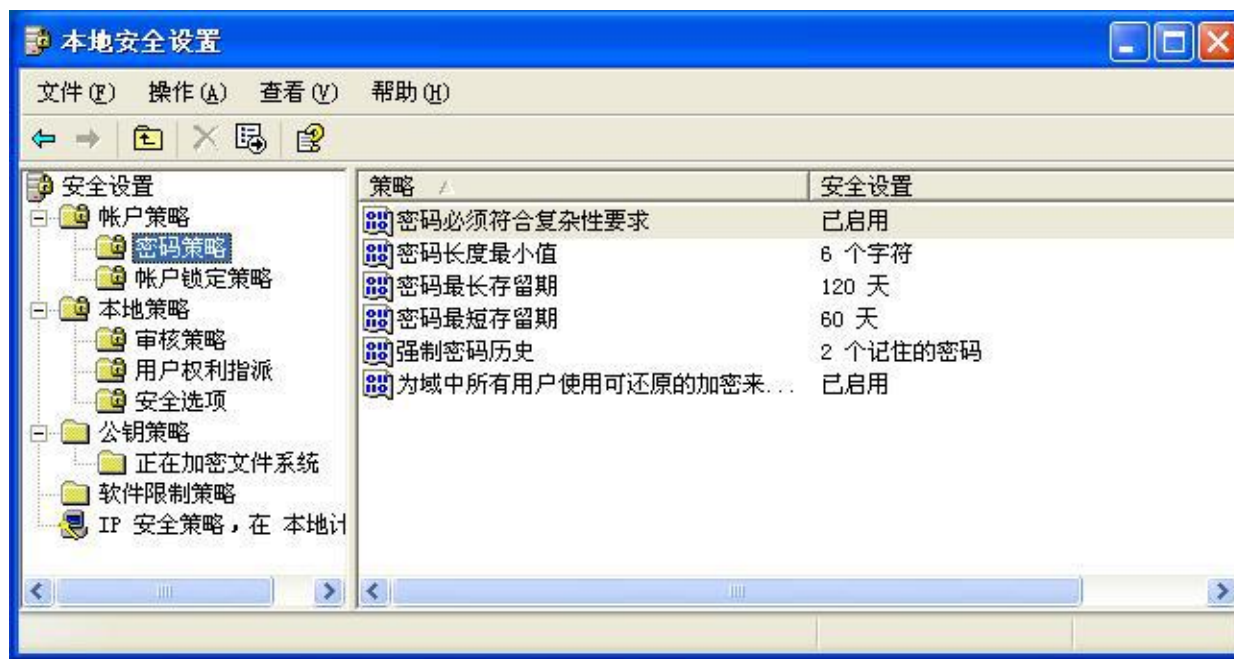 本地安全设置
文件(F) 操作(A) 查看(V) 帮助(H)
安全设置
帐户策略
密码策略
帐户锁定策略
本地策略
审核策略
用户权利指派
安全选项
公钥策略
正在加密文件系统
软件限制策略
IP 安全策略，在 本地计
策略 安全设置
密码必须符合复杂性要求 已启用
密码长度最小值 6 个字符
密码最长存留期 120 天
密码最短存留期 60 天
强制密码历史 2 个记住的密码
为域中所有用户使用可还原的加密来... 已启用